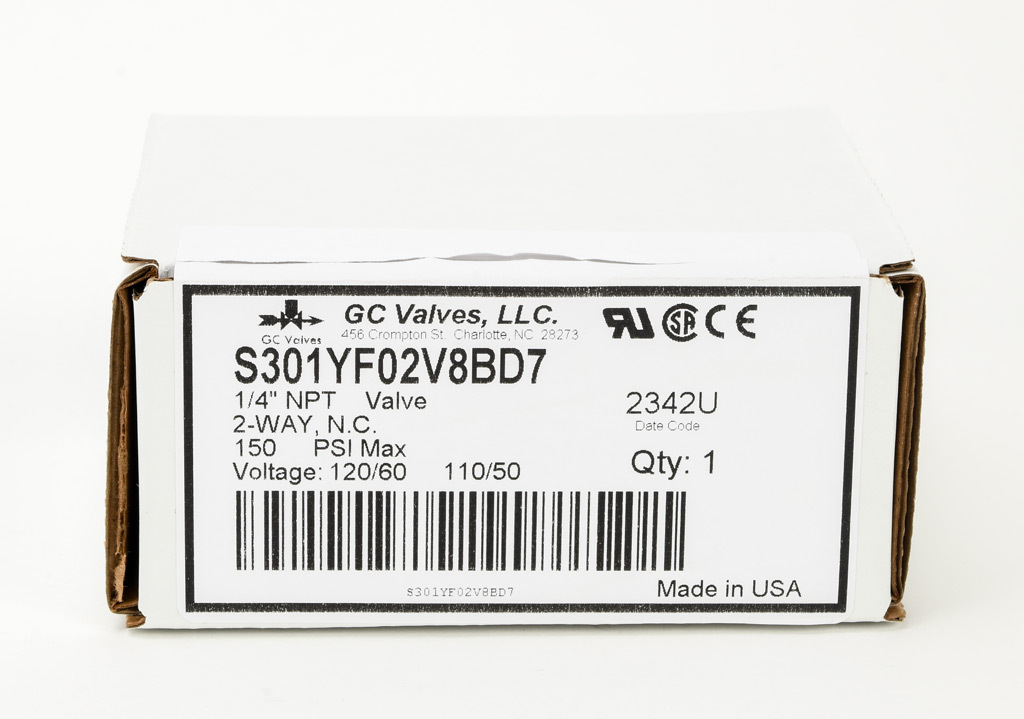 GC Valves
GC Valves, LLC.
456 Crompton St. Charlotte, NC 28273
S301YF02V8BD7
1/4" NPT Valve
2-WAY, N.C.
150 PSI Max
Voltage: 120/60 110/50
2342U
Date Code
Qty: 1
S301YF02V8BD7
Made in USA